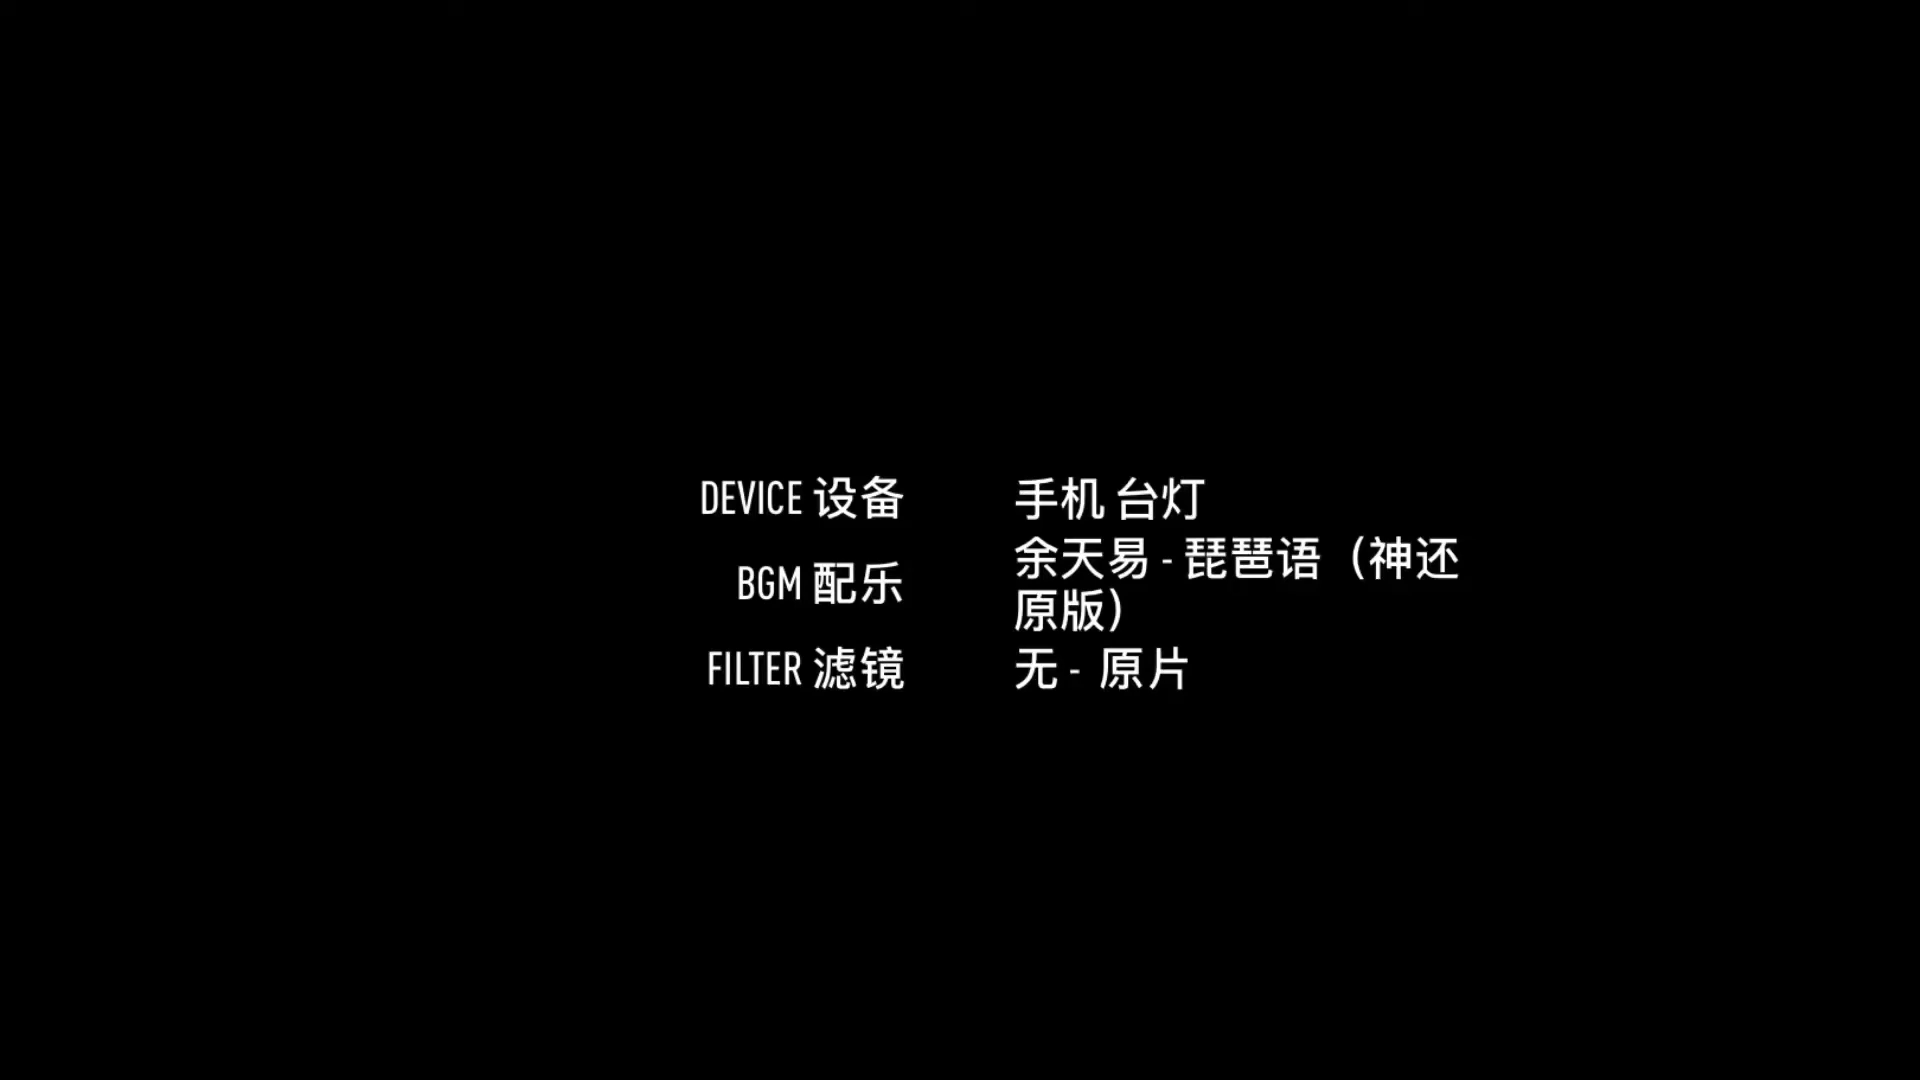 DEVICE 设备 手机 台灯
BGM 配乐 余天易 - 琵琶语（神还
原版）
FILTER 滤镜 无 - 原片